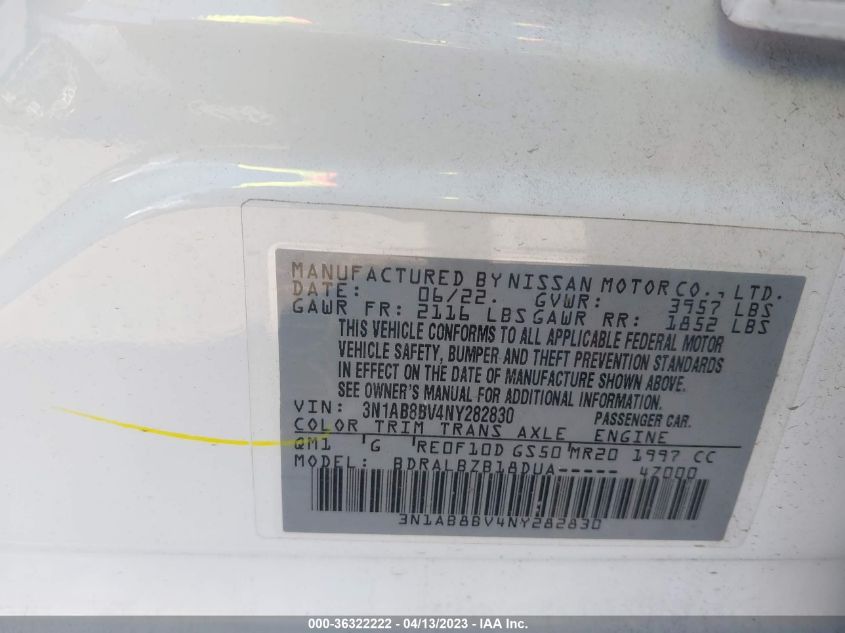 MANUFACTURED BY NISSAN MOTOR CO., LTD.
DATE: 06/22. GVWR: 3957 LBS
GAWR FR: 2116 LBS GAWR RR: 1852 LBS
THIS VEHICLE CONFORMS TO ALL APPLICABLE FEDERAL MOTOR
VEHICLE SAFETY, BUMPER AND THEFT PREVENTION STANDARDS
IN EFFECT ON THE DATE OF MANUFACTURE SHOWN ABOVE.
SEE OWNER'S MANUAL FOR ADDITIONAL INFORMATION.
VIN: 3N1AB8BV4NY282830 PASSENGER CAR.
COLOR TRIM TRANS AXLE ENGINE
QM1 'G 'RE0F10D GS50'MR20 1997 CC
MODEL: BDRALBZB18DUA----- 47000
3N1AB8BV4NY282830
000-36322222 - 04/13/2023 - IAAI.com